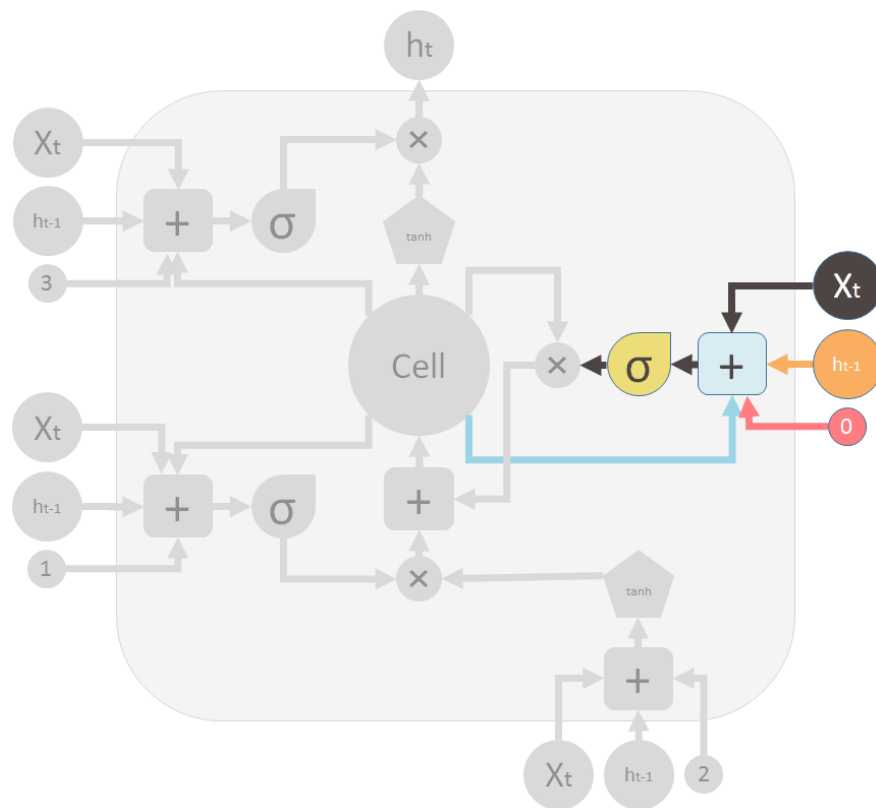 ht
×
Xt
ht-1
+
σ
3
tanh
Xt
Cell
×
σ
+
ht-1
0
Xt
ht-1
+
σ
+
1
×
tanh
+
Xt
ht-1
2